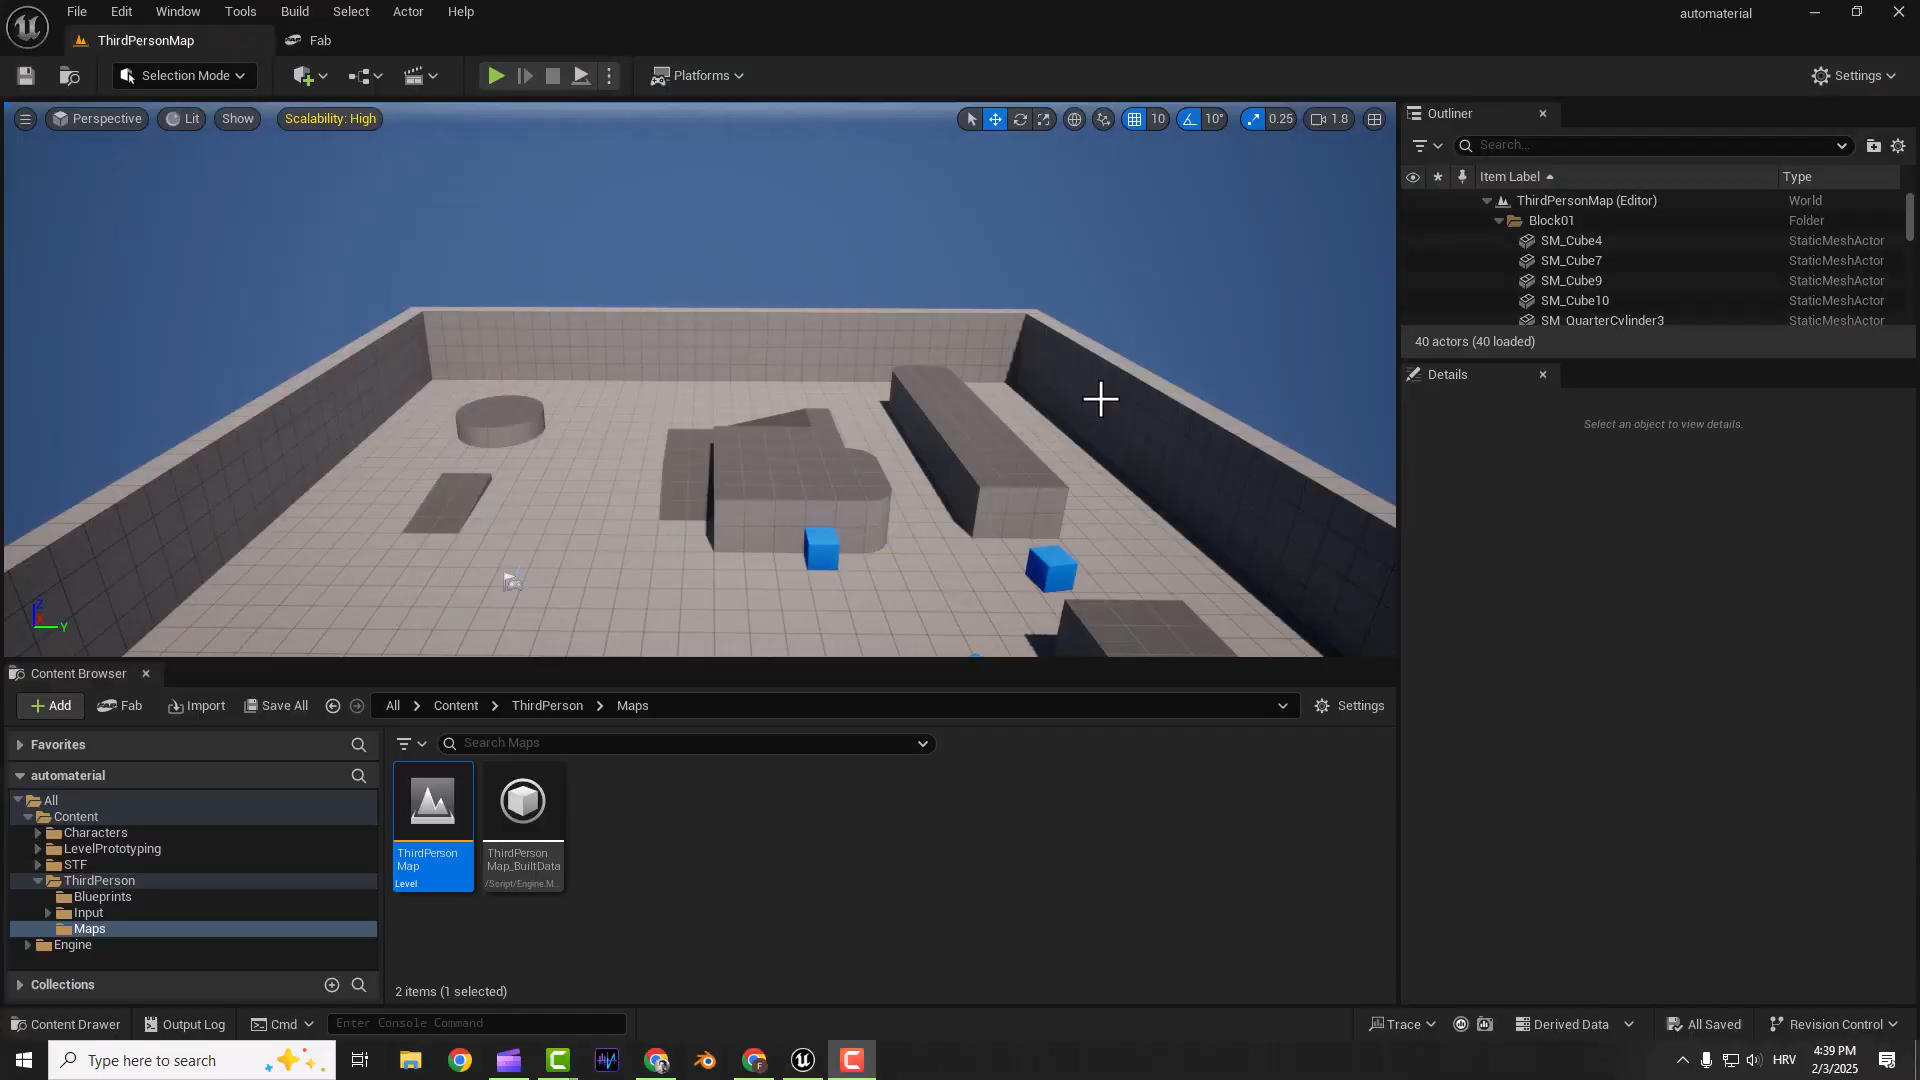 File Edit Window Tools Build Select Actor Help
automaterial
ThirdPersonMap
Fab
Selection Mode
Platforms
Settings
Perspective Lit Show Scalability: High
10 10° 0.25 1.8
Outliner
Search...
Item Label Type
ThirdPersonMap (Editor) World
Block01 Folder
SM_Cube4 StaticMeshActor
SM_Cube7 StaticMeshActor
SM_Cube9 StaticMeshActor
SM_Cube10 StaticMeshActor
SM_QuarterCylinder3 StaticMeshActor
40 actors (40 loaded)
Details
Select an object to view details.
Z
Y
Content Browser
Add Fab Import Save All All Content ThirdPerson Maps Settings
Favorites
Search Maps
automaterial
All
Content
Characters
LevelPrototyping
STF
ThirdPerson
Blueprints
Input
Maps
Engine
Collections
ThirdPerson
Map
Level
ThirdPerson
Map_BuiltData
/Script/Engine.M...
2 items (1 selected)
Content Drawer Output Log Cmd Enter Console Command Trace Derived Data All Saved Revision Control
Type here to search
HRV
4:39 PM
2/3/2025